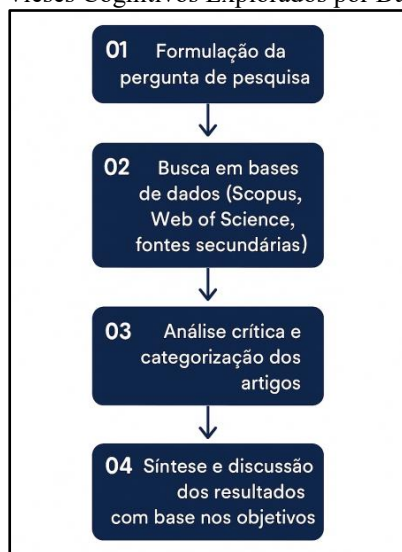 Vieses Cognitivos Explorados por
01 Formulação da
pergunta de pesquisa
02 Busca em bases
de dados (Scopus,
Web of Science,
fontes secundárias)
03 Análise crítica e
categorização dos
artigos
04 Síntese e discussão
dos resultados
com base nos objetivos